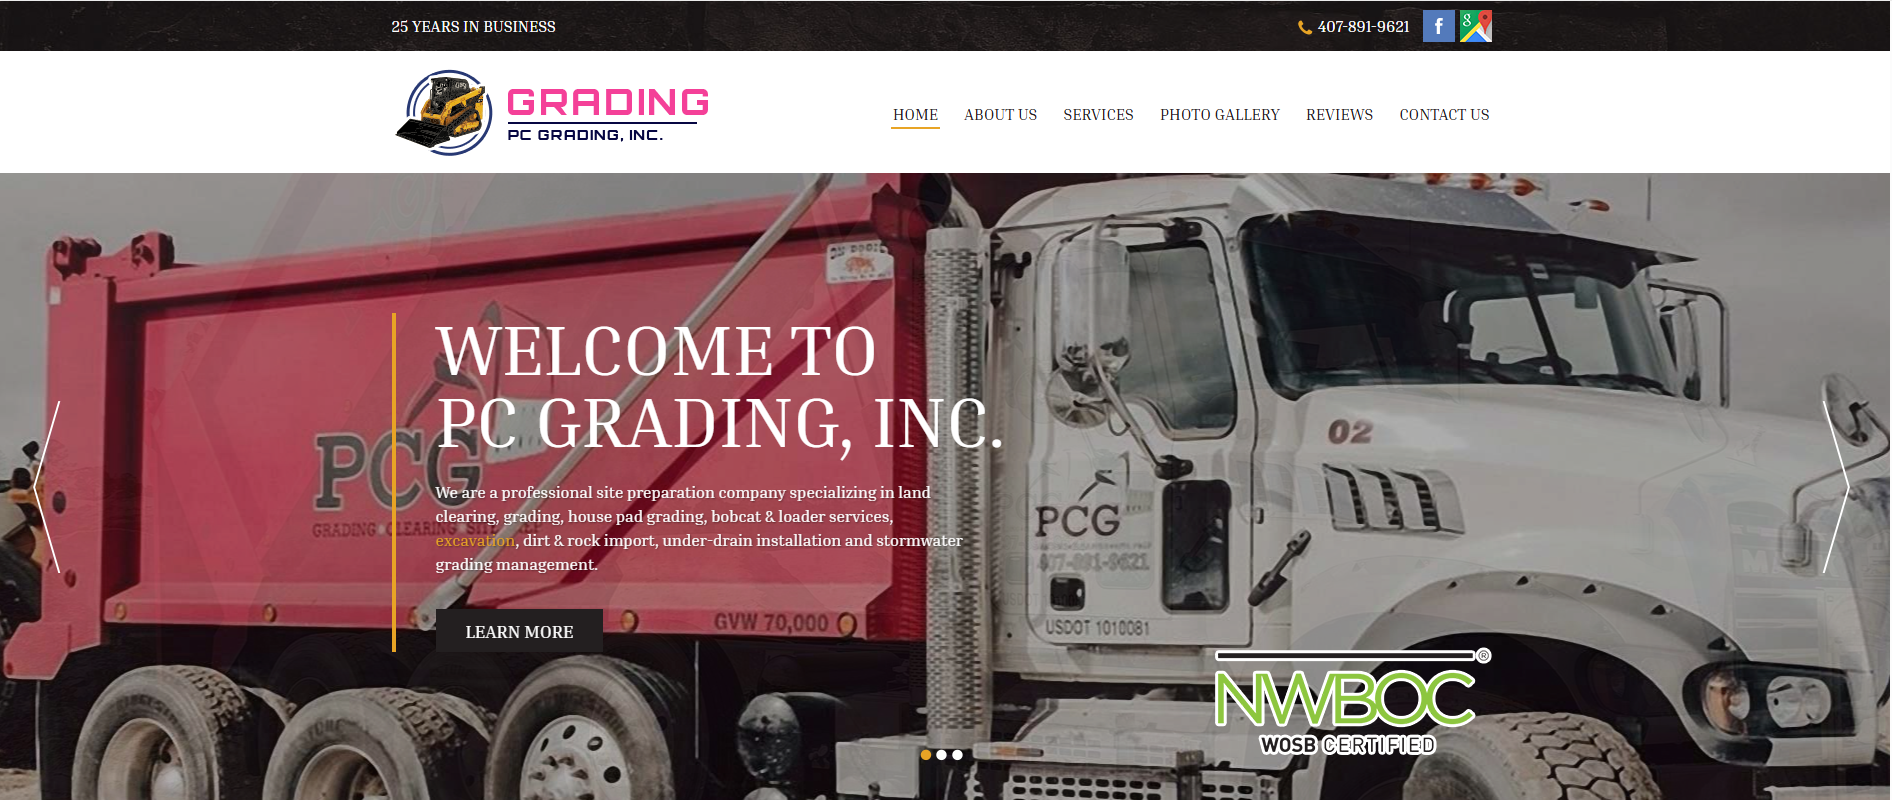 25 YEARS IN BUSINESS
407-891-9621
GRADING
PC GRADING, INC.
HOME
ABOUT US
SERVICES
PHOTO GALLERY
REVIEWS
CONTACT US
WELCOME TO
PC GRADING, INC.
We are a professional site preparation company specializing in land
clearing, grading, house pad grading, bobcat & loader services,
excavation, dirt & rock import, under-drain installation and stormwater
grading management.
LEARN MORE
PCG
GRADING CLEARING SITE
GVW 70,000
02
PCG
407-891-9621
USDOT 1010081
NWBOC®
WOSB CERTIFIED